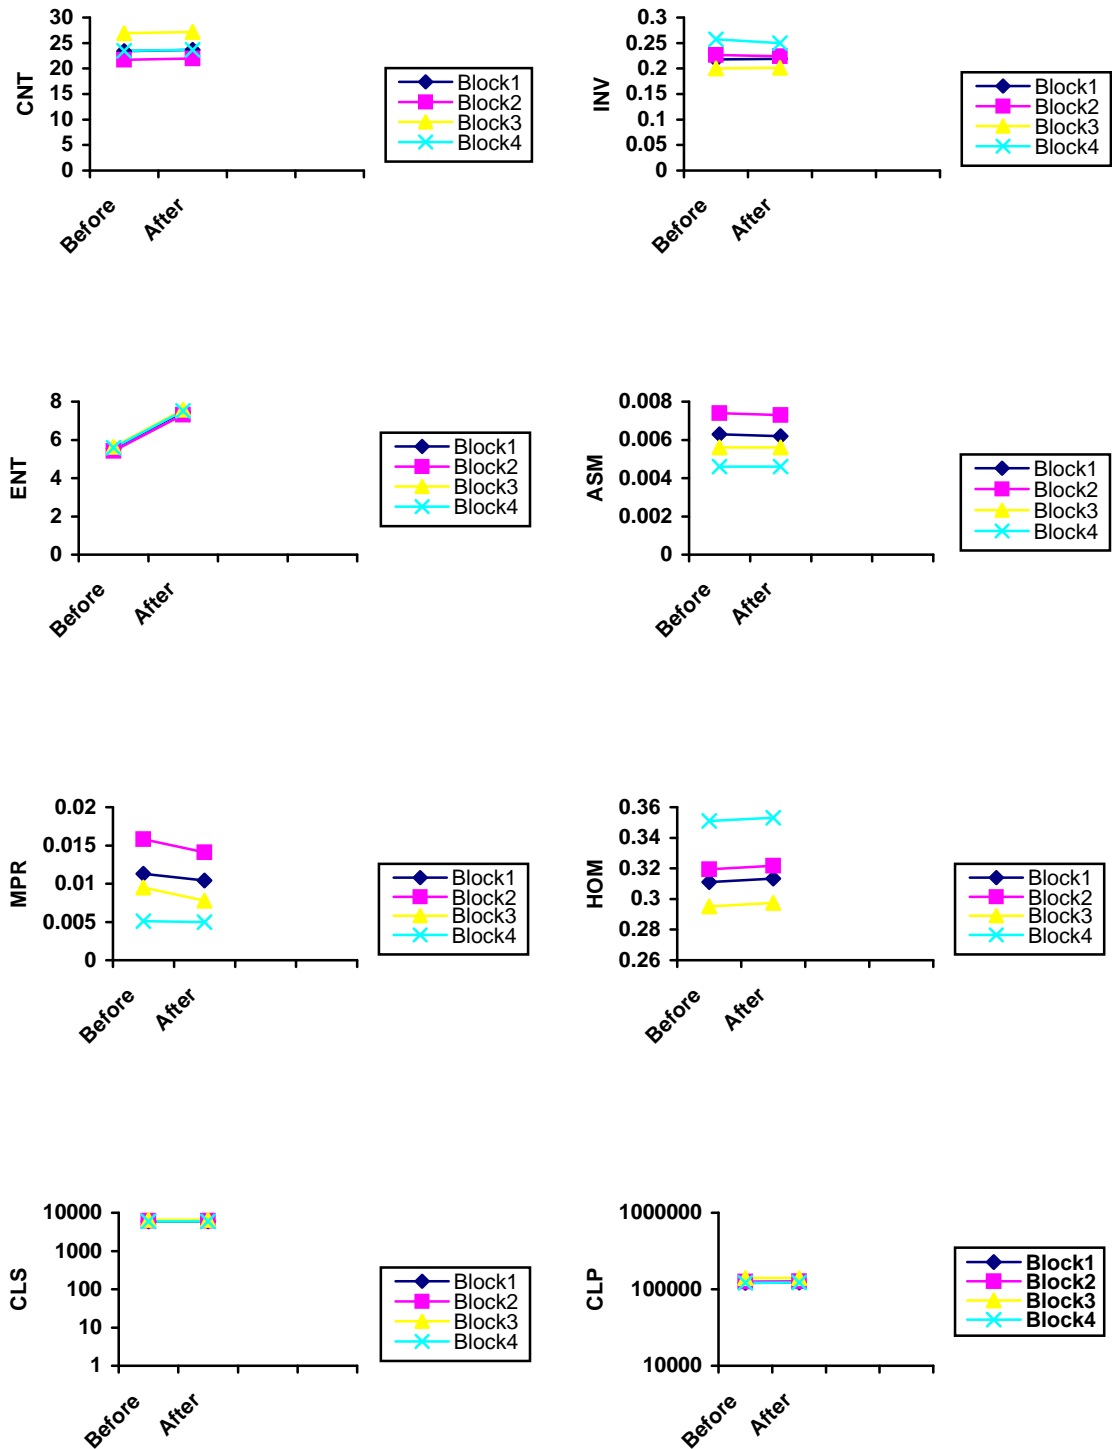 CNT
30
25
20
15
10
5
0
Before
After
Block1
Block2
Block3
Block4
INV
0.3
0.25
0.2
0.15
0.1
0.05
0
Before
After
Block1
Block2
Block3
Block4
ENT
8
6
4
2
0
Before
After
Block1
Block2
Block3
Block4
ASM
0.008
0.006
0.004
0.002
0
Before
After
Block1
Block2
Block3
Block4
MPR
0.02
0.015
0.01
0.005
0
Before
After
Block1
Block2
Block3
Block4
HOM
0.36
0.34
0.32
0.3
0.28
0.26
Before
After
Block1
Block2
Block3
Block4
CLS
10000
1000
100
10
1
Before
After
Block1
Block2
Block3
Block4
CLP
1000000
100000
10000
Before
After
Block1
Block2
Block3
Block4